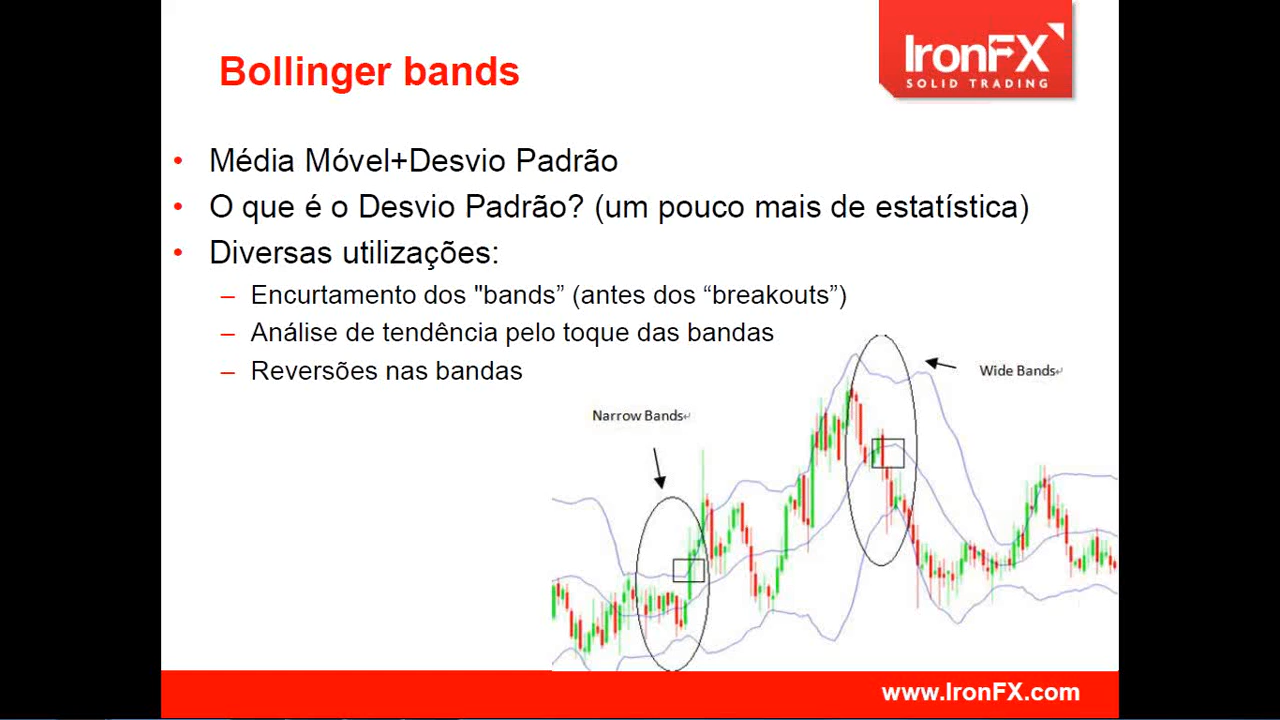 Bollinger bands
IronFX
SOLID TRADING
• Média Móvel+Desvio Padrão
• O que é o Desvio Padrão? (um pouco mais de estatística)
• Diversas utilizações:
– Encurtamento dos "bands” (antes dos “breakouts”)
– Análise de tendência pelo toque das bandas
– Reversões nas bandas
Wide Bands↵
Narrow Bands↵
www.IronFX.com